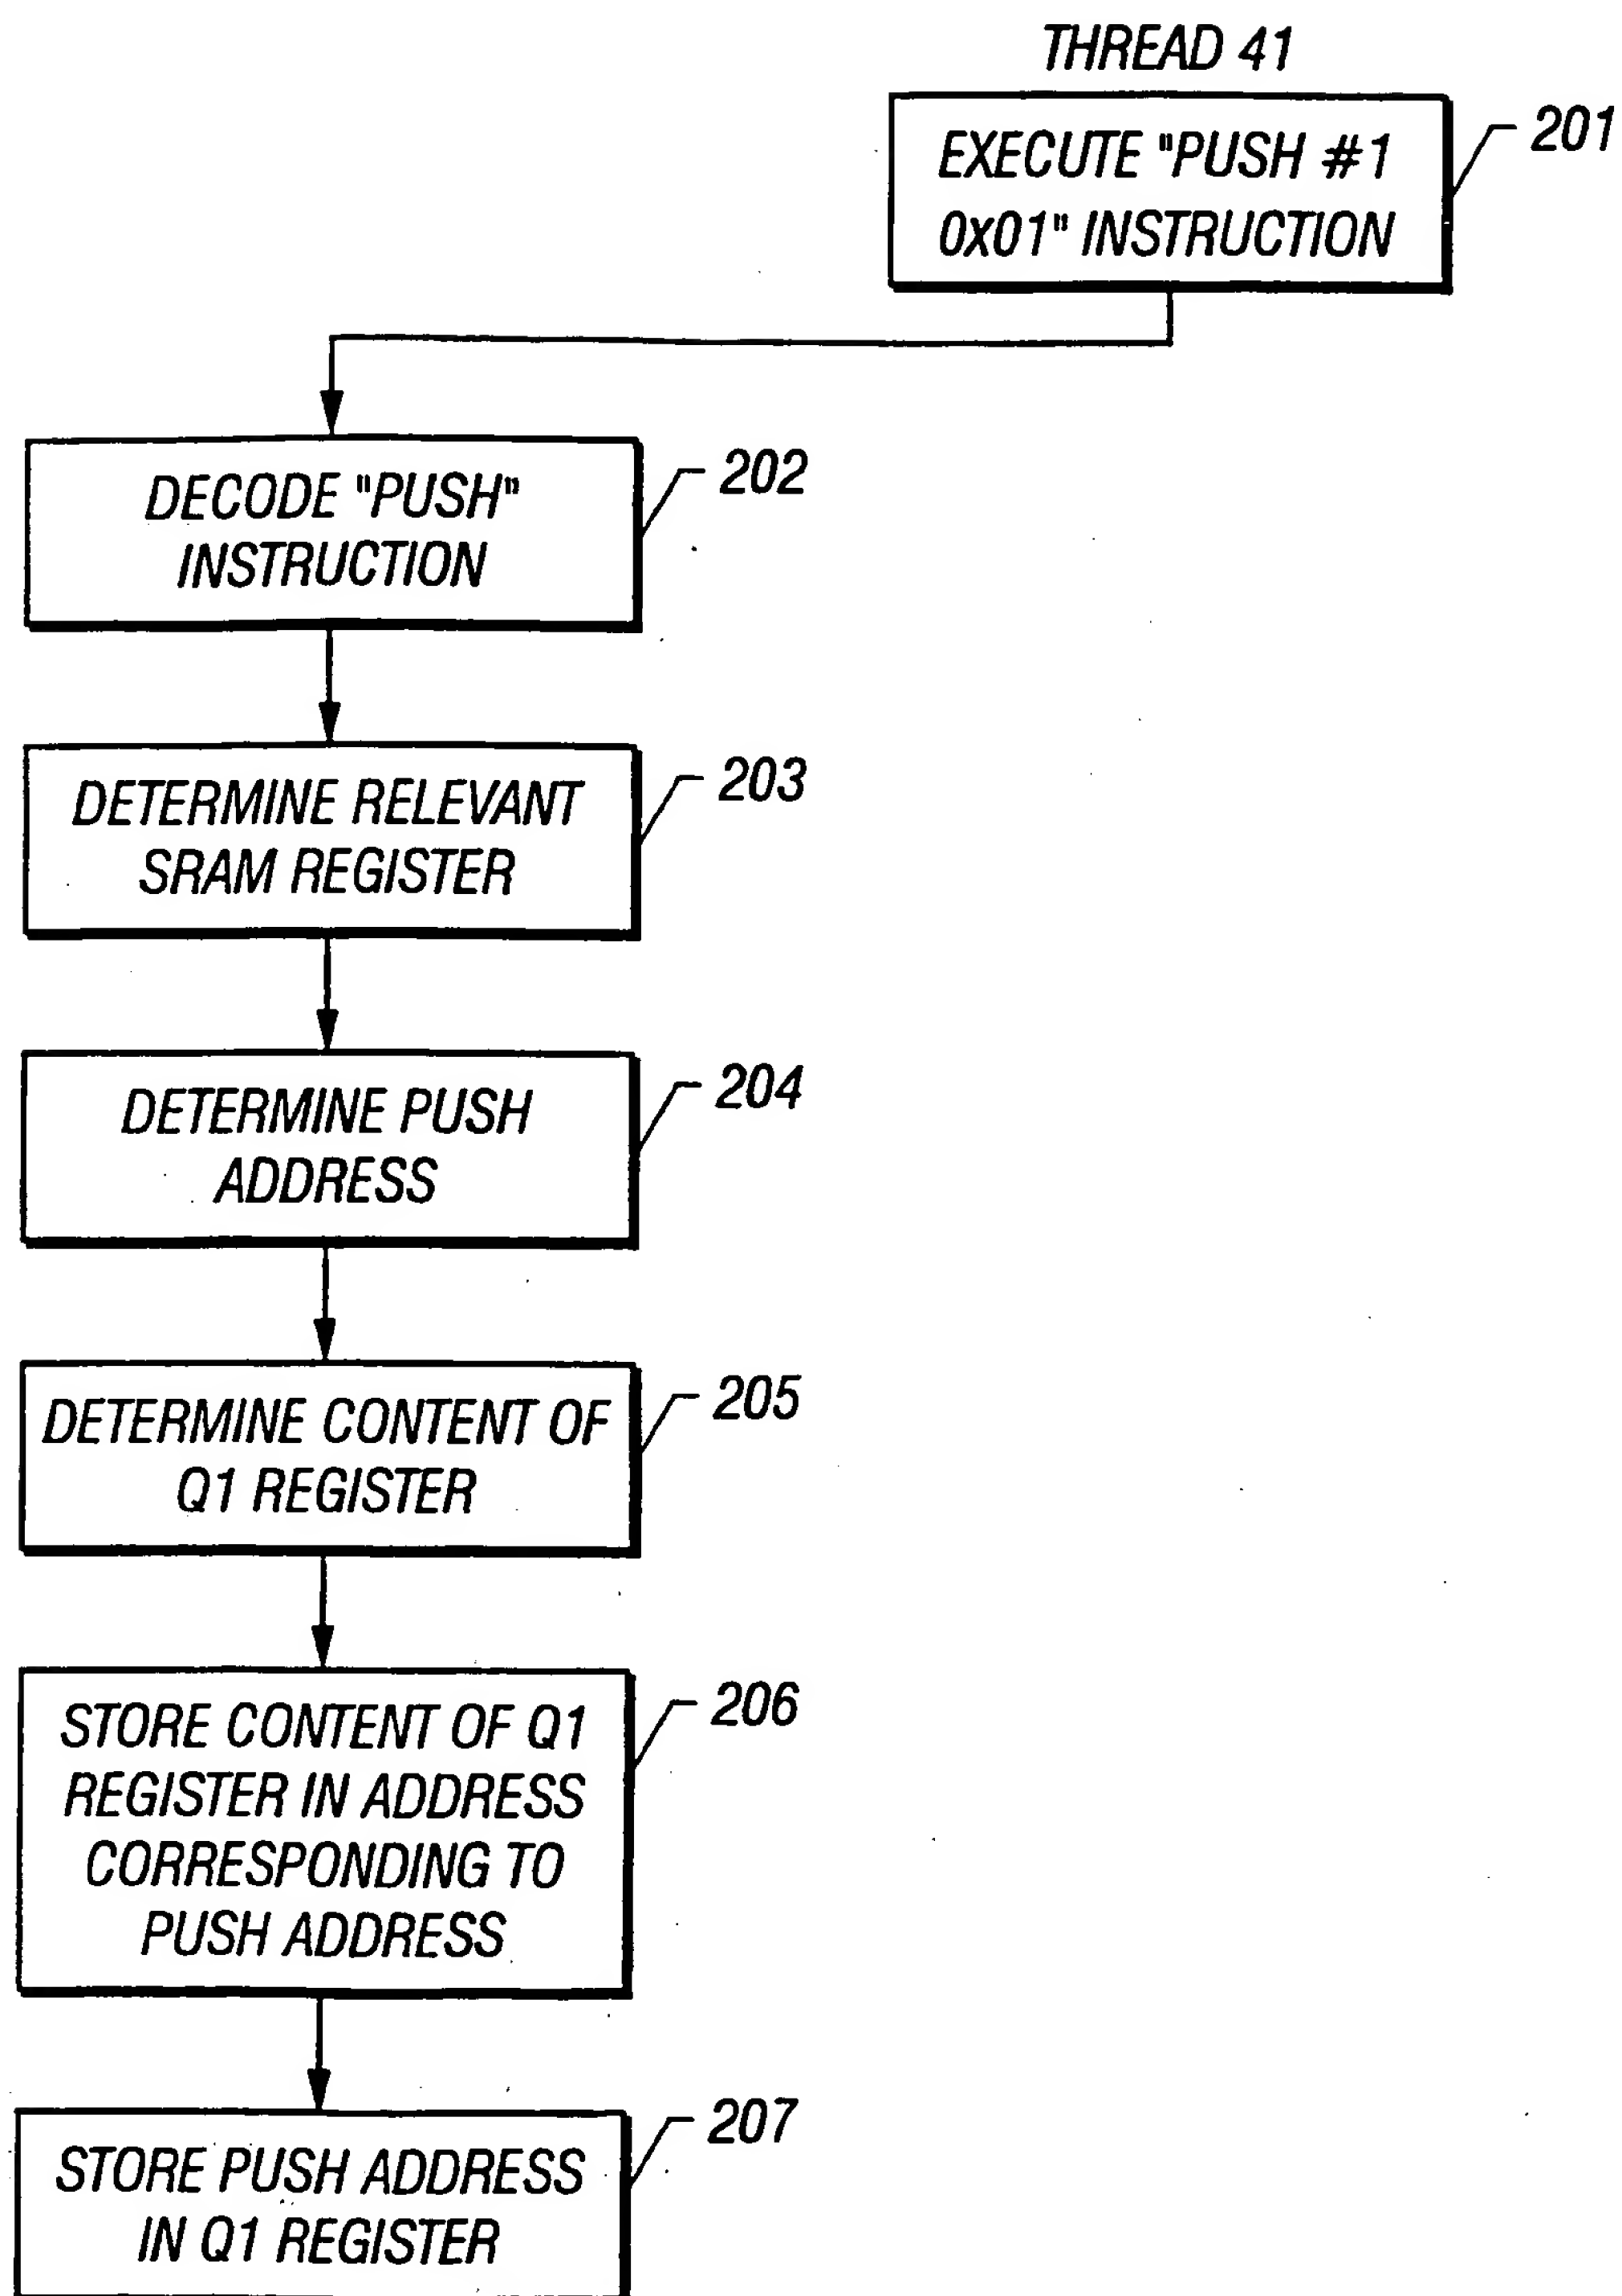 THREAD 41
EXECUTE "PUSH #1
0x01" INSTRUCTION
201
DECODE "PUSH"
INSTRUCTION
202
DETERMINE RELEVANT
SRAM REGISTER
203
DETERMINE PUSH
ADDRESS
204
DETERMINE CONTENT OF
Q1 REGISTER
205
STORE CONTENT OF Q1
REGISTER IN ADDRESS
CORRESPONDING TO
PUSH ADDRESS
206
STORE PUSH ADDRESS
IN Q1 REGISTER
207